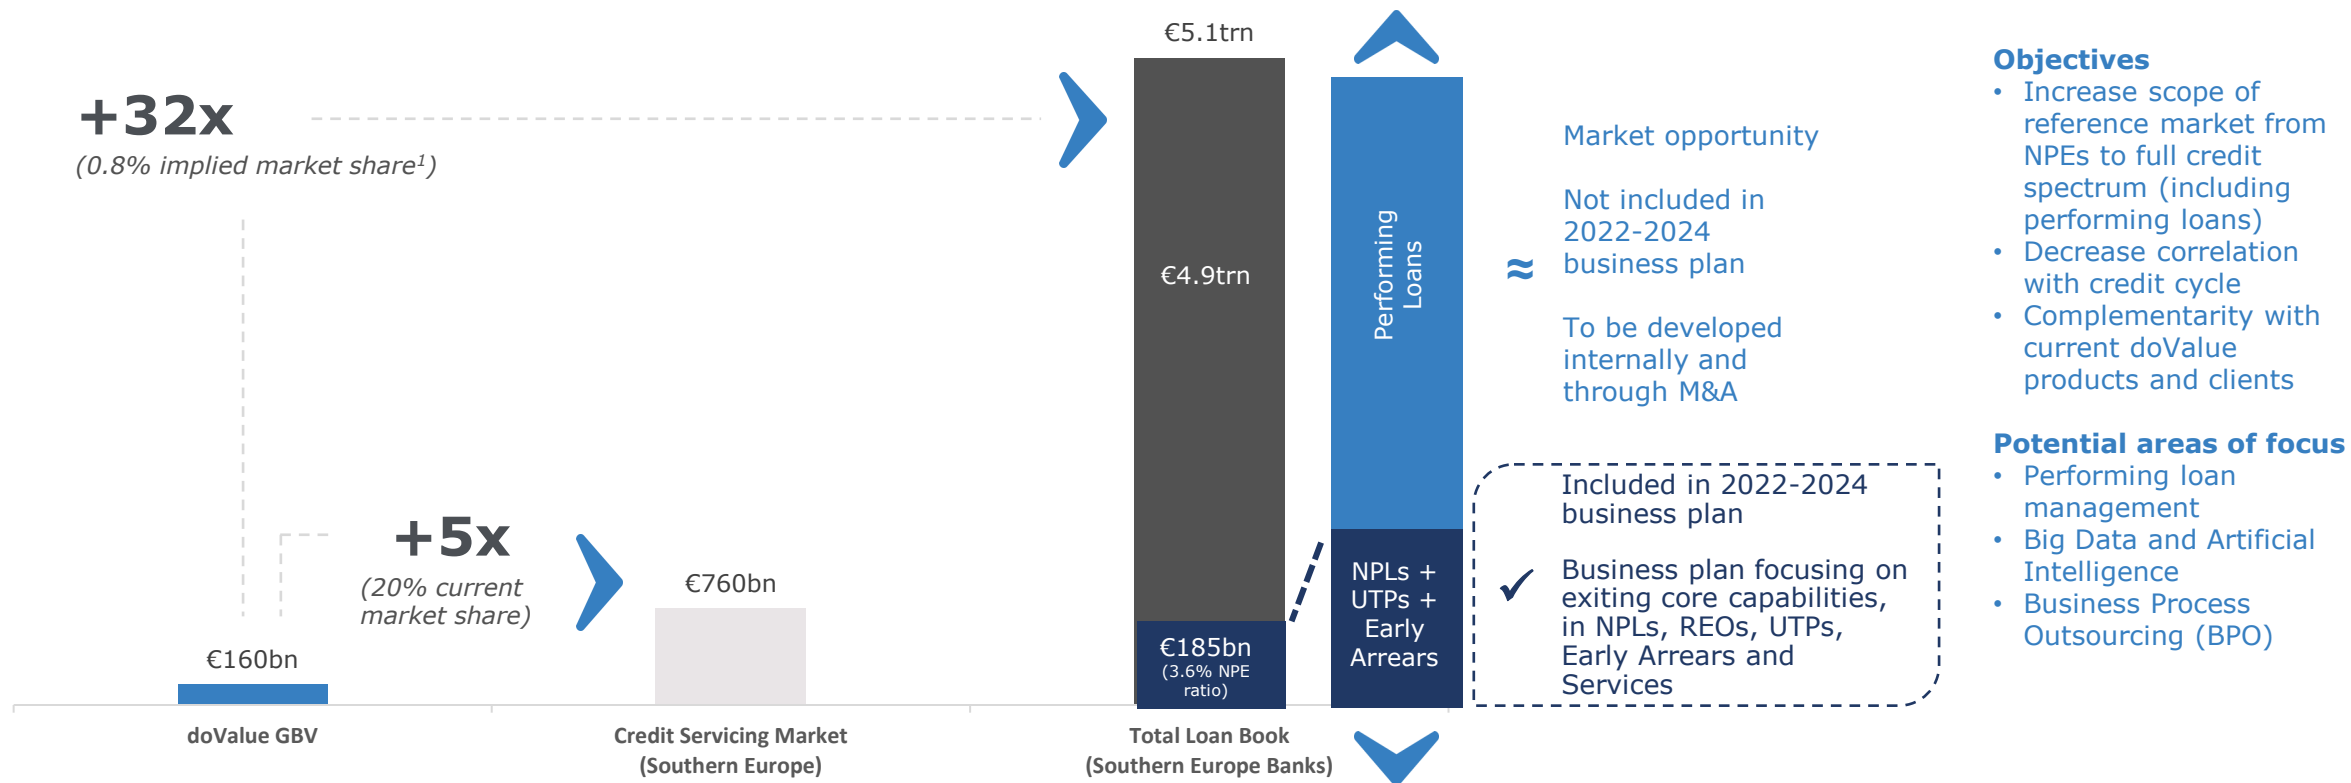 +32x
(0.8% implied market share1)
+5x
(20% current
market share)
€160bn
€760bn
€5.1trn
€4.9trn
€185bn
(3.6% NPE
ratio)
doValue GBV
Credit Servicing Market
(Southern Europe)
Total Loan Book
(Southern Europe Banks)
Performing
Loans
NPLs +
UTPs +
Early
Arrears
≈
Market opportunity
Not included in
2022-2024
business plan
To be developed
internally and
through M&A
Included in 2022-2024
business plan
✓
Business plan focusing on
exiting core capabilities,
in NPLs, REOs, UTPs,
Early Arrears and
Services
Objectives
• Increase scope of
reference market from
NPEs to full credit
spectrum (including
performing loans)
• Decrease correlation
with credit cycle
• Complementarity with
current doValue
products and clients
Potential areas of focus
• Performing loan
management
• Big Data and Artificial
Intelligence
• Business Process
Outsourcing (BPO)